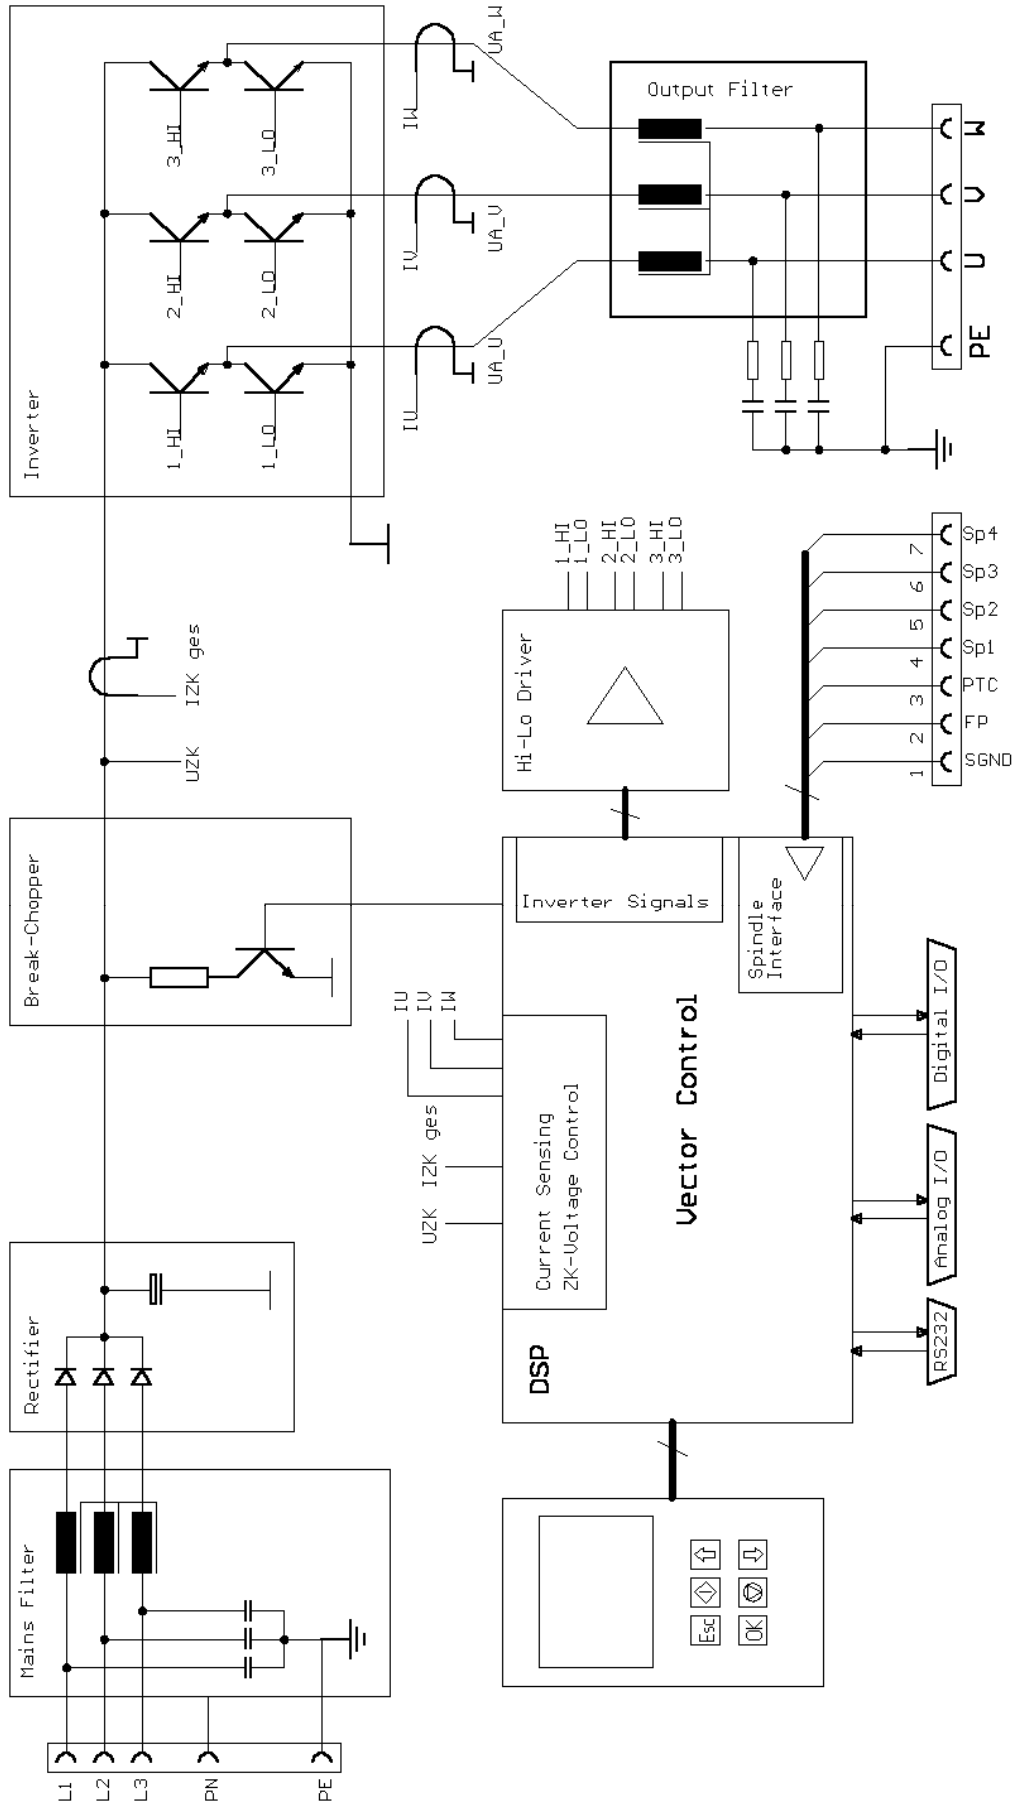 Mains Filter
L1
L2
L3
PN
PE
Rectifier
Break-Chopper
UZK
IZK ges
Inverter
1_HI
1_LO
2_HI
2_LO
3_HI
3_LO
IU
UA_U
IV
UA_V
IW
UA_W
Output Filter
W
V
U
PE
Esc
OK
DSP
Vector Control
Current Sensing
ZK-Voltage Control
UZK
IZK ges
IU
IV
IW
Inverter Signals
Spindle
Interface
Hi-Lo Driver
1_HI
1_LO
2_HI
2_LO
3_HI
3_LO
RS232
Analog I/O
Digital I/O
7 Sp4
6 Sp3
5 Sp2
4 Sp1
3 PTC
2 FP
1 SGND